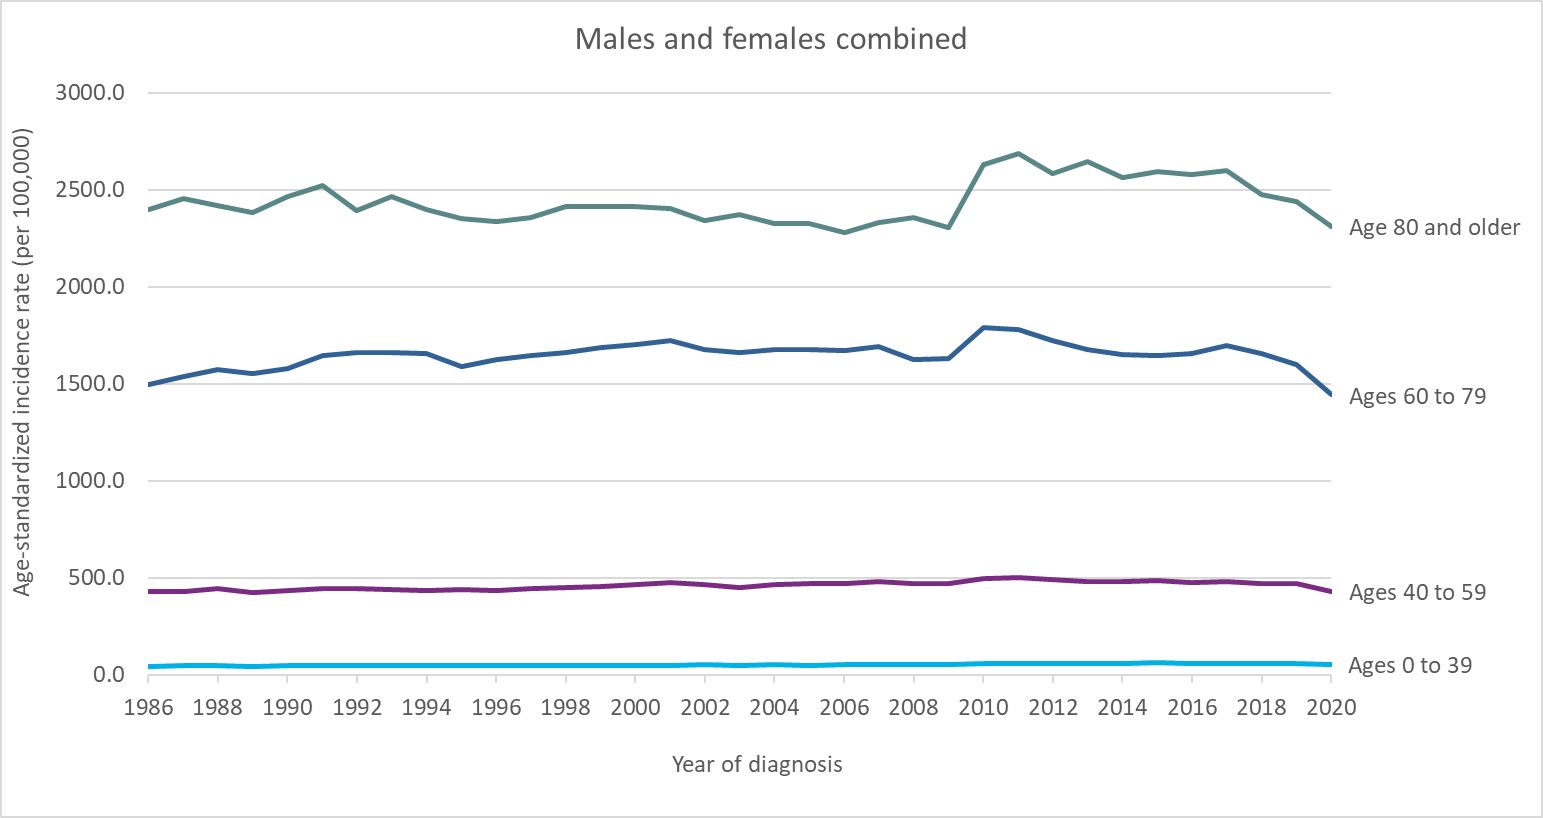 Males and females combined
Age-standardized incidence rate (per 100,000)
3000.0
2500.0
2000.0
1500.0
1000.0
500.0
0.0
Age 80 and older
Ages 60 to 79
Ages 40 to 59
Ages 0 to 39
1986 1988 1990 1992 1994 1996 1998 2000 2002 2004 2006 2008 2010 2012 2014 2016 2018 2020
Year of diagnosis